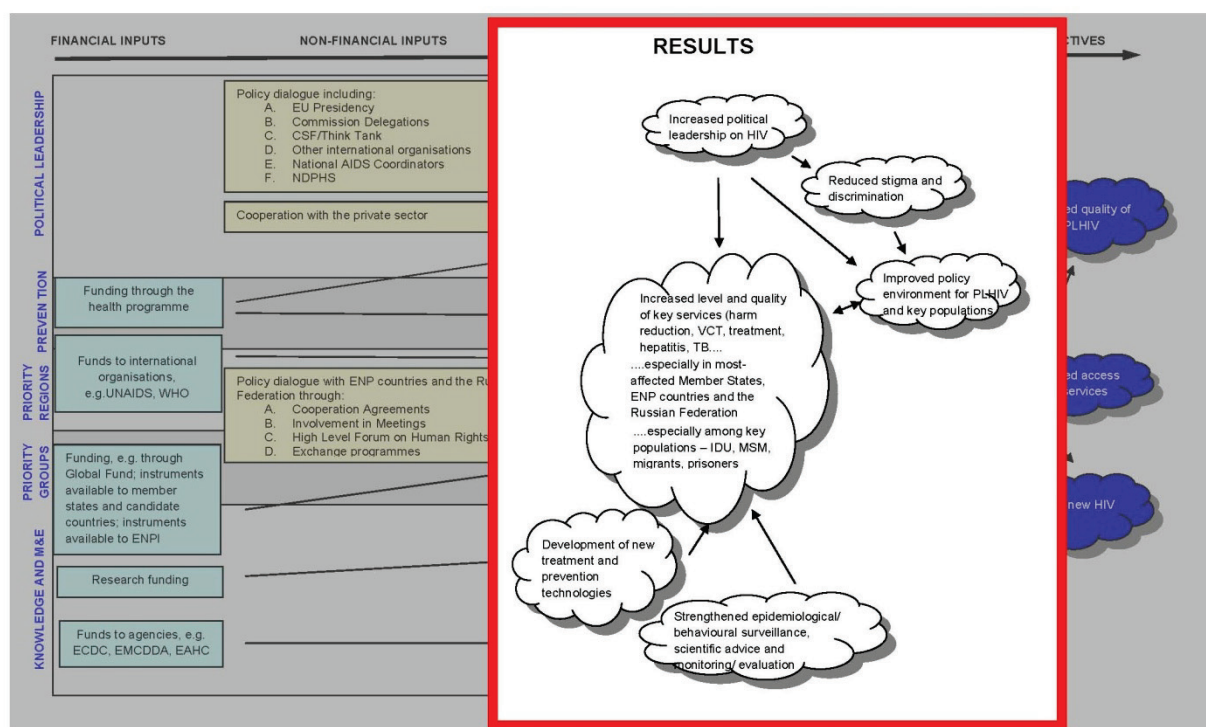 FINANCIAL INPUTS
NON-FINANCIAL INPUTS
RESULTS
CTIVES
POLITICAL LEADERSHIP
PREVENTION
PRIORITY
REGIONS
PRIORITY
GROUPS
KNOWLEDGE AND M&E
Policy dialogue including:
A. EU Presidency
B. Commission Delegations
C. CSF/Think Tank
D. Other international organisations
E. National AIDS Coordinators
F. NDPHS
Cooperation with the private sector
Funding through the
health programme
Funds to international
organisations,
e.g.UNAIDS, WHO
Policy dialogue with ENP countries and the Ru
Federation through:
A. Cooperation Agreements
B. Involvement in Meetings
C. High Level Forum on Human Rights
D. Exchange programmes
Funding, e.g. through
Global Fund; instruments
available to member
states and candidate
countries; instruments
available to ENPI
Research funding
Funds to agencies, e.g.
ECDC, EMCDDA, EAHC
Increased political
leadership on HIV
Reduced stigma and
discrimination
Improved policy
environment for PLHIV
and key populations
Increased level and quality
of key services (harm
reduction, VCT, treatment,
hepatitis, TB....
....especially in most-
affected Member States,
ENP countries and the
Russian Federation
....especially among key
populations – IDU, MSM,
migrants, prisoners
Development of new
treatment and
prevention
technologies
Strengthened epidemiological/
behavioural surveillance,
scientific advice and
monitoring/ evaluation
ed quality of
PLHIV
ed access
services
new HIV